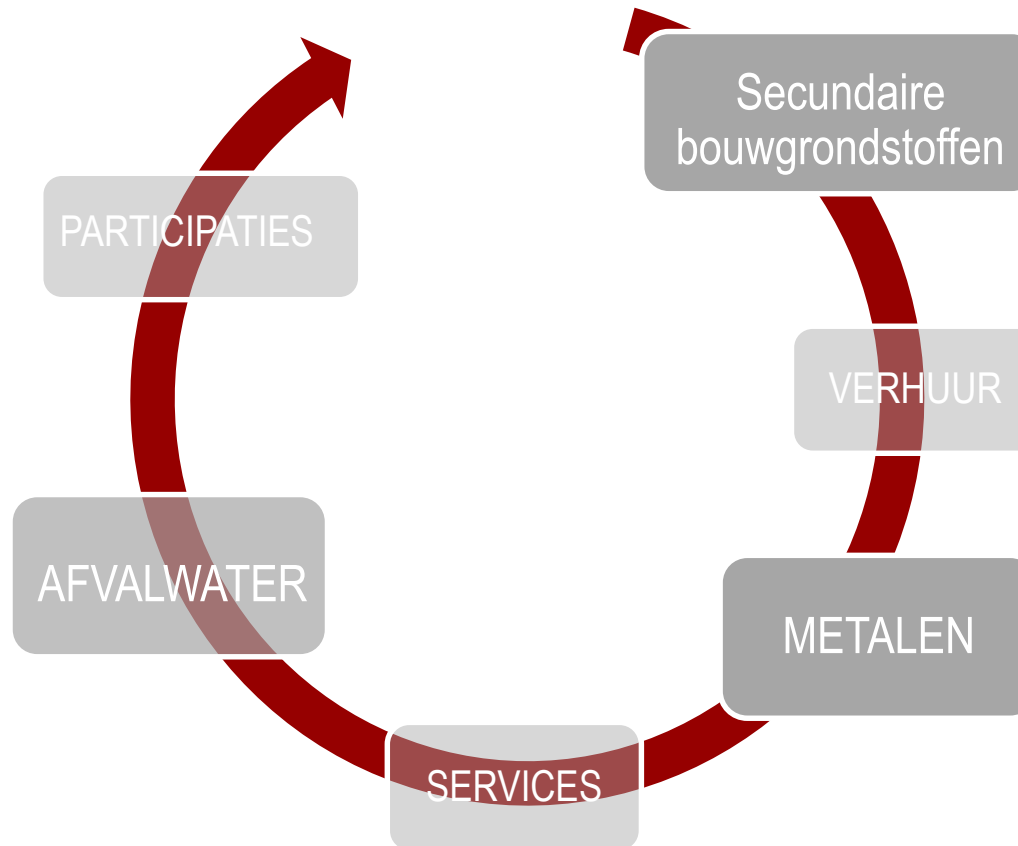 Secundaire
bouwgrondstoffen
VERHUUR
METALEN
SERVICES
AFVALWATER
PARTICIPATIES